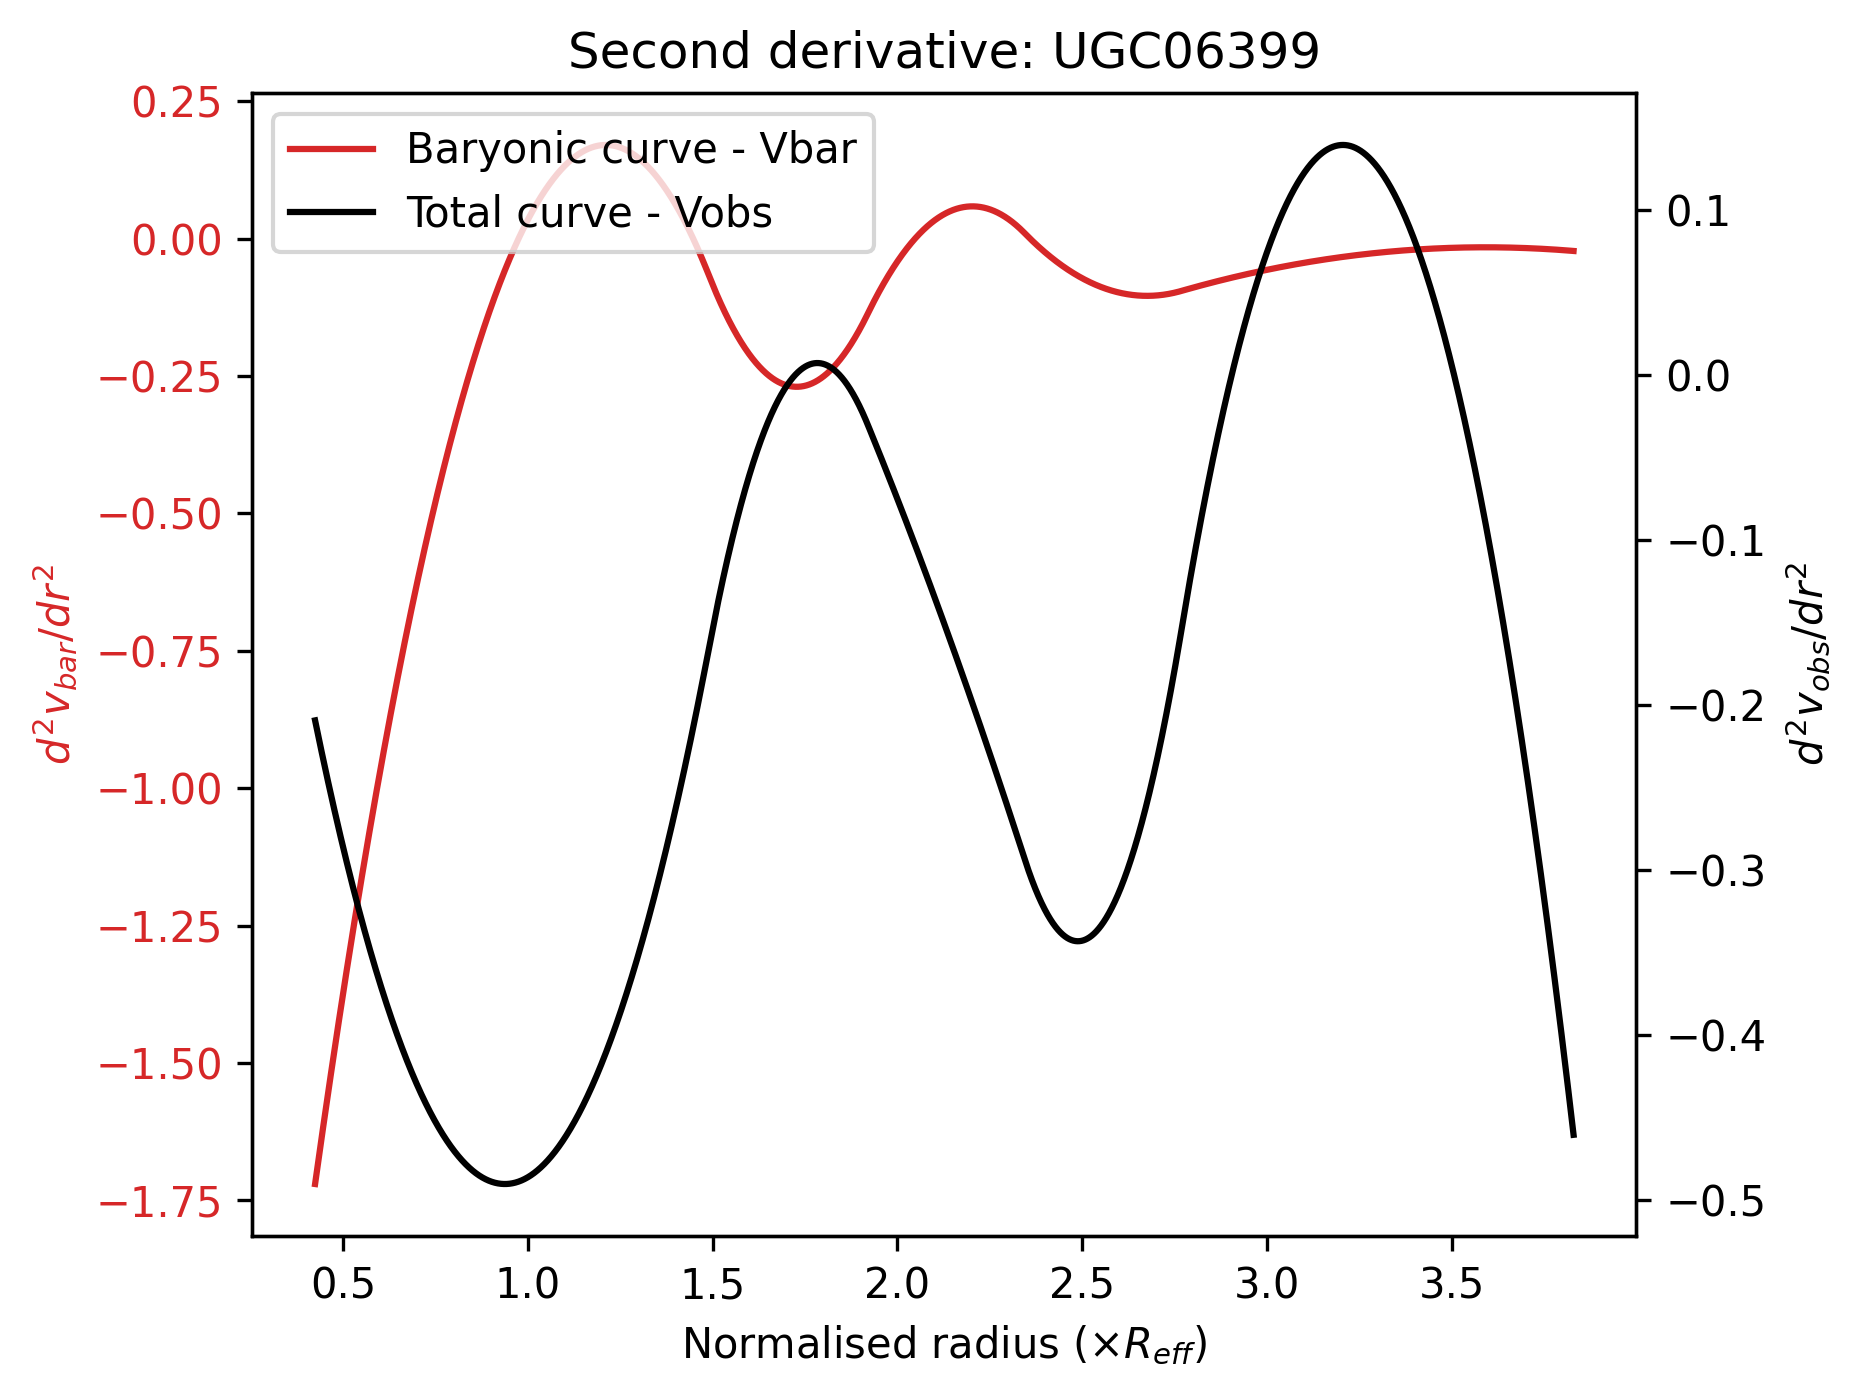 Second derivative: UGC06399
Baryonic curve - Vbar
Total curve - Vobs
0.25
0.00
−0.25
−0.50
−0.75
−1.00
−1.25
−1.50
−1.75
d²v_bar/dr²
0.1
0.0
−0.1
−0.2
−0.3
−0.4
−0.5
d²v_obs/dr²
0.5 1.0 1.5 2.0 2.5 3.0 3.5
Normalised radius (×R_eff)